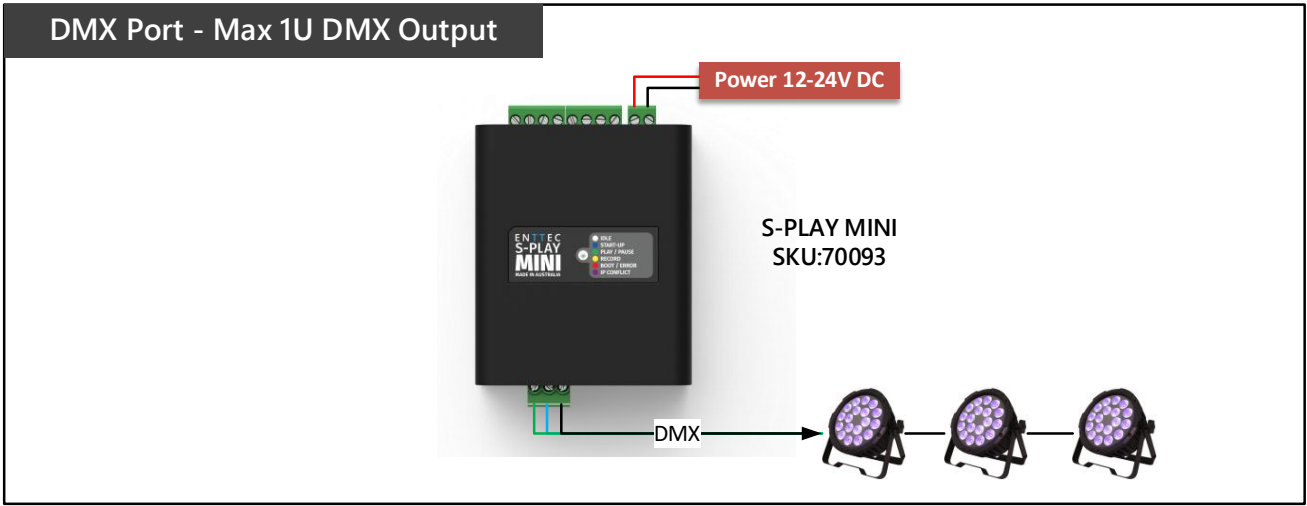 DMX Port - Max 1U DMX Output
Power 12-24V DC
S-PLAY MINI
SKU:70093
ENTTEC
S-PLAY
MINI
MADE IN AUSTRALIA
IDLE
START-UP
PLAY / PAUSE
RECORD
BOOT / ERROR
IP CONFLICT
DMX